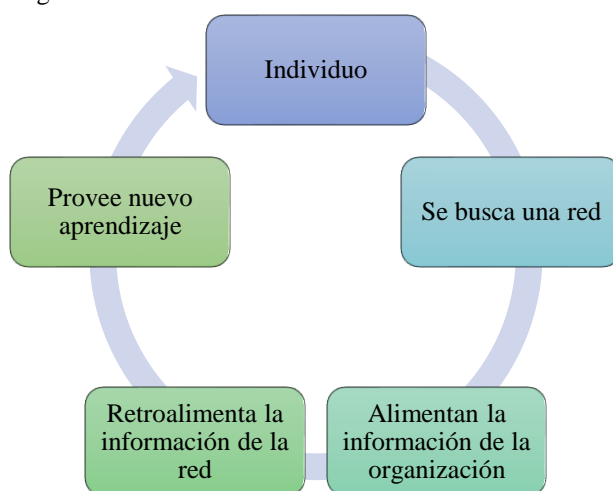 Individuo
Se busca una red
Alimentan la
información de la
organización
Retroalimenta la
información de la
red
Provee nuevo
aprendizaje